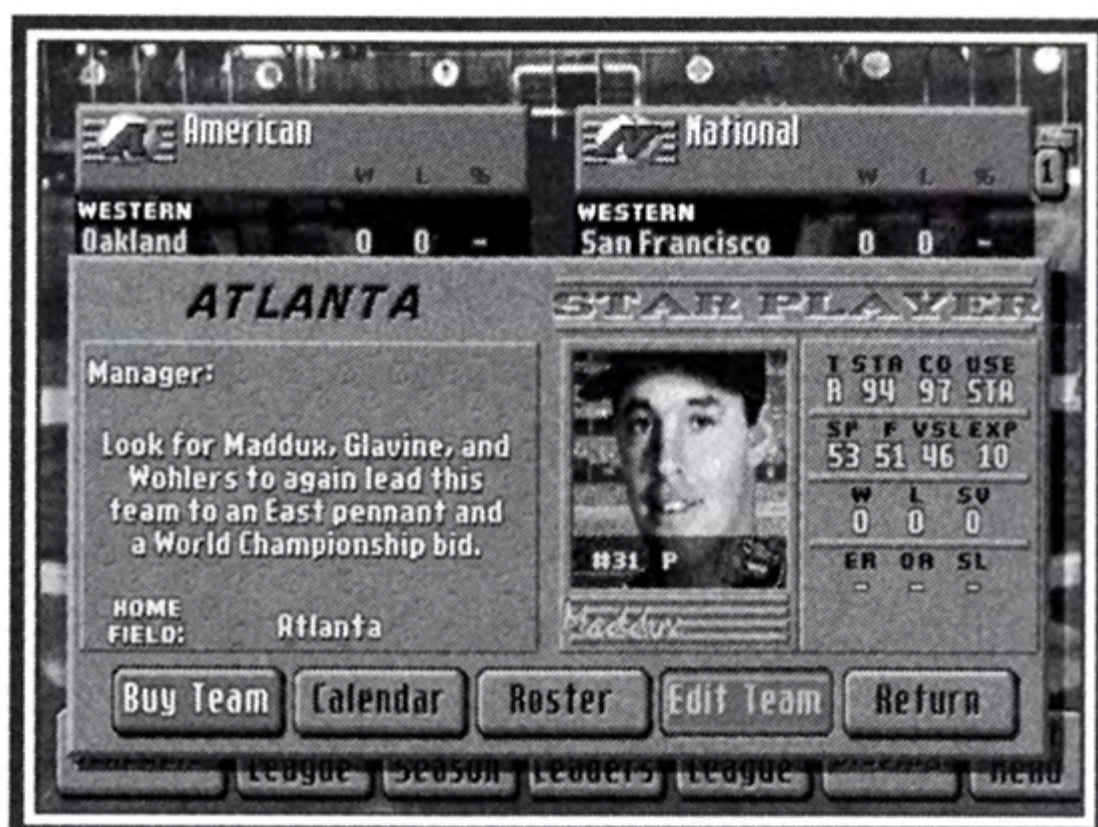 American
W L %
WESTERN
Oakland 0 0 -
National
W L %
1
WESTERN
San Francisco 0 0 -
ATLANTA
Manager:
Look for Maddux, Glavine, and
Wohlers to again lead this
team to an East pennant and
a World Championship bid.
HOME
FIELD: Atlanta
STAR PLAYER
#31 P
Maddux
T STA CO USE
R 94 97 STA
SP F VSL EXP
53 51 46 10
W L SV
0 0 0
ER OA SL
- - -
Buy Team Calendar Roster Edit Team Return
League Season Leaders League Menu